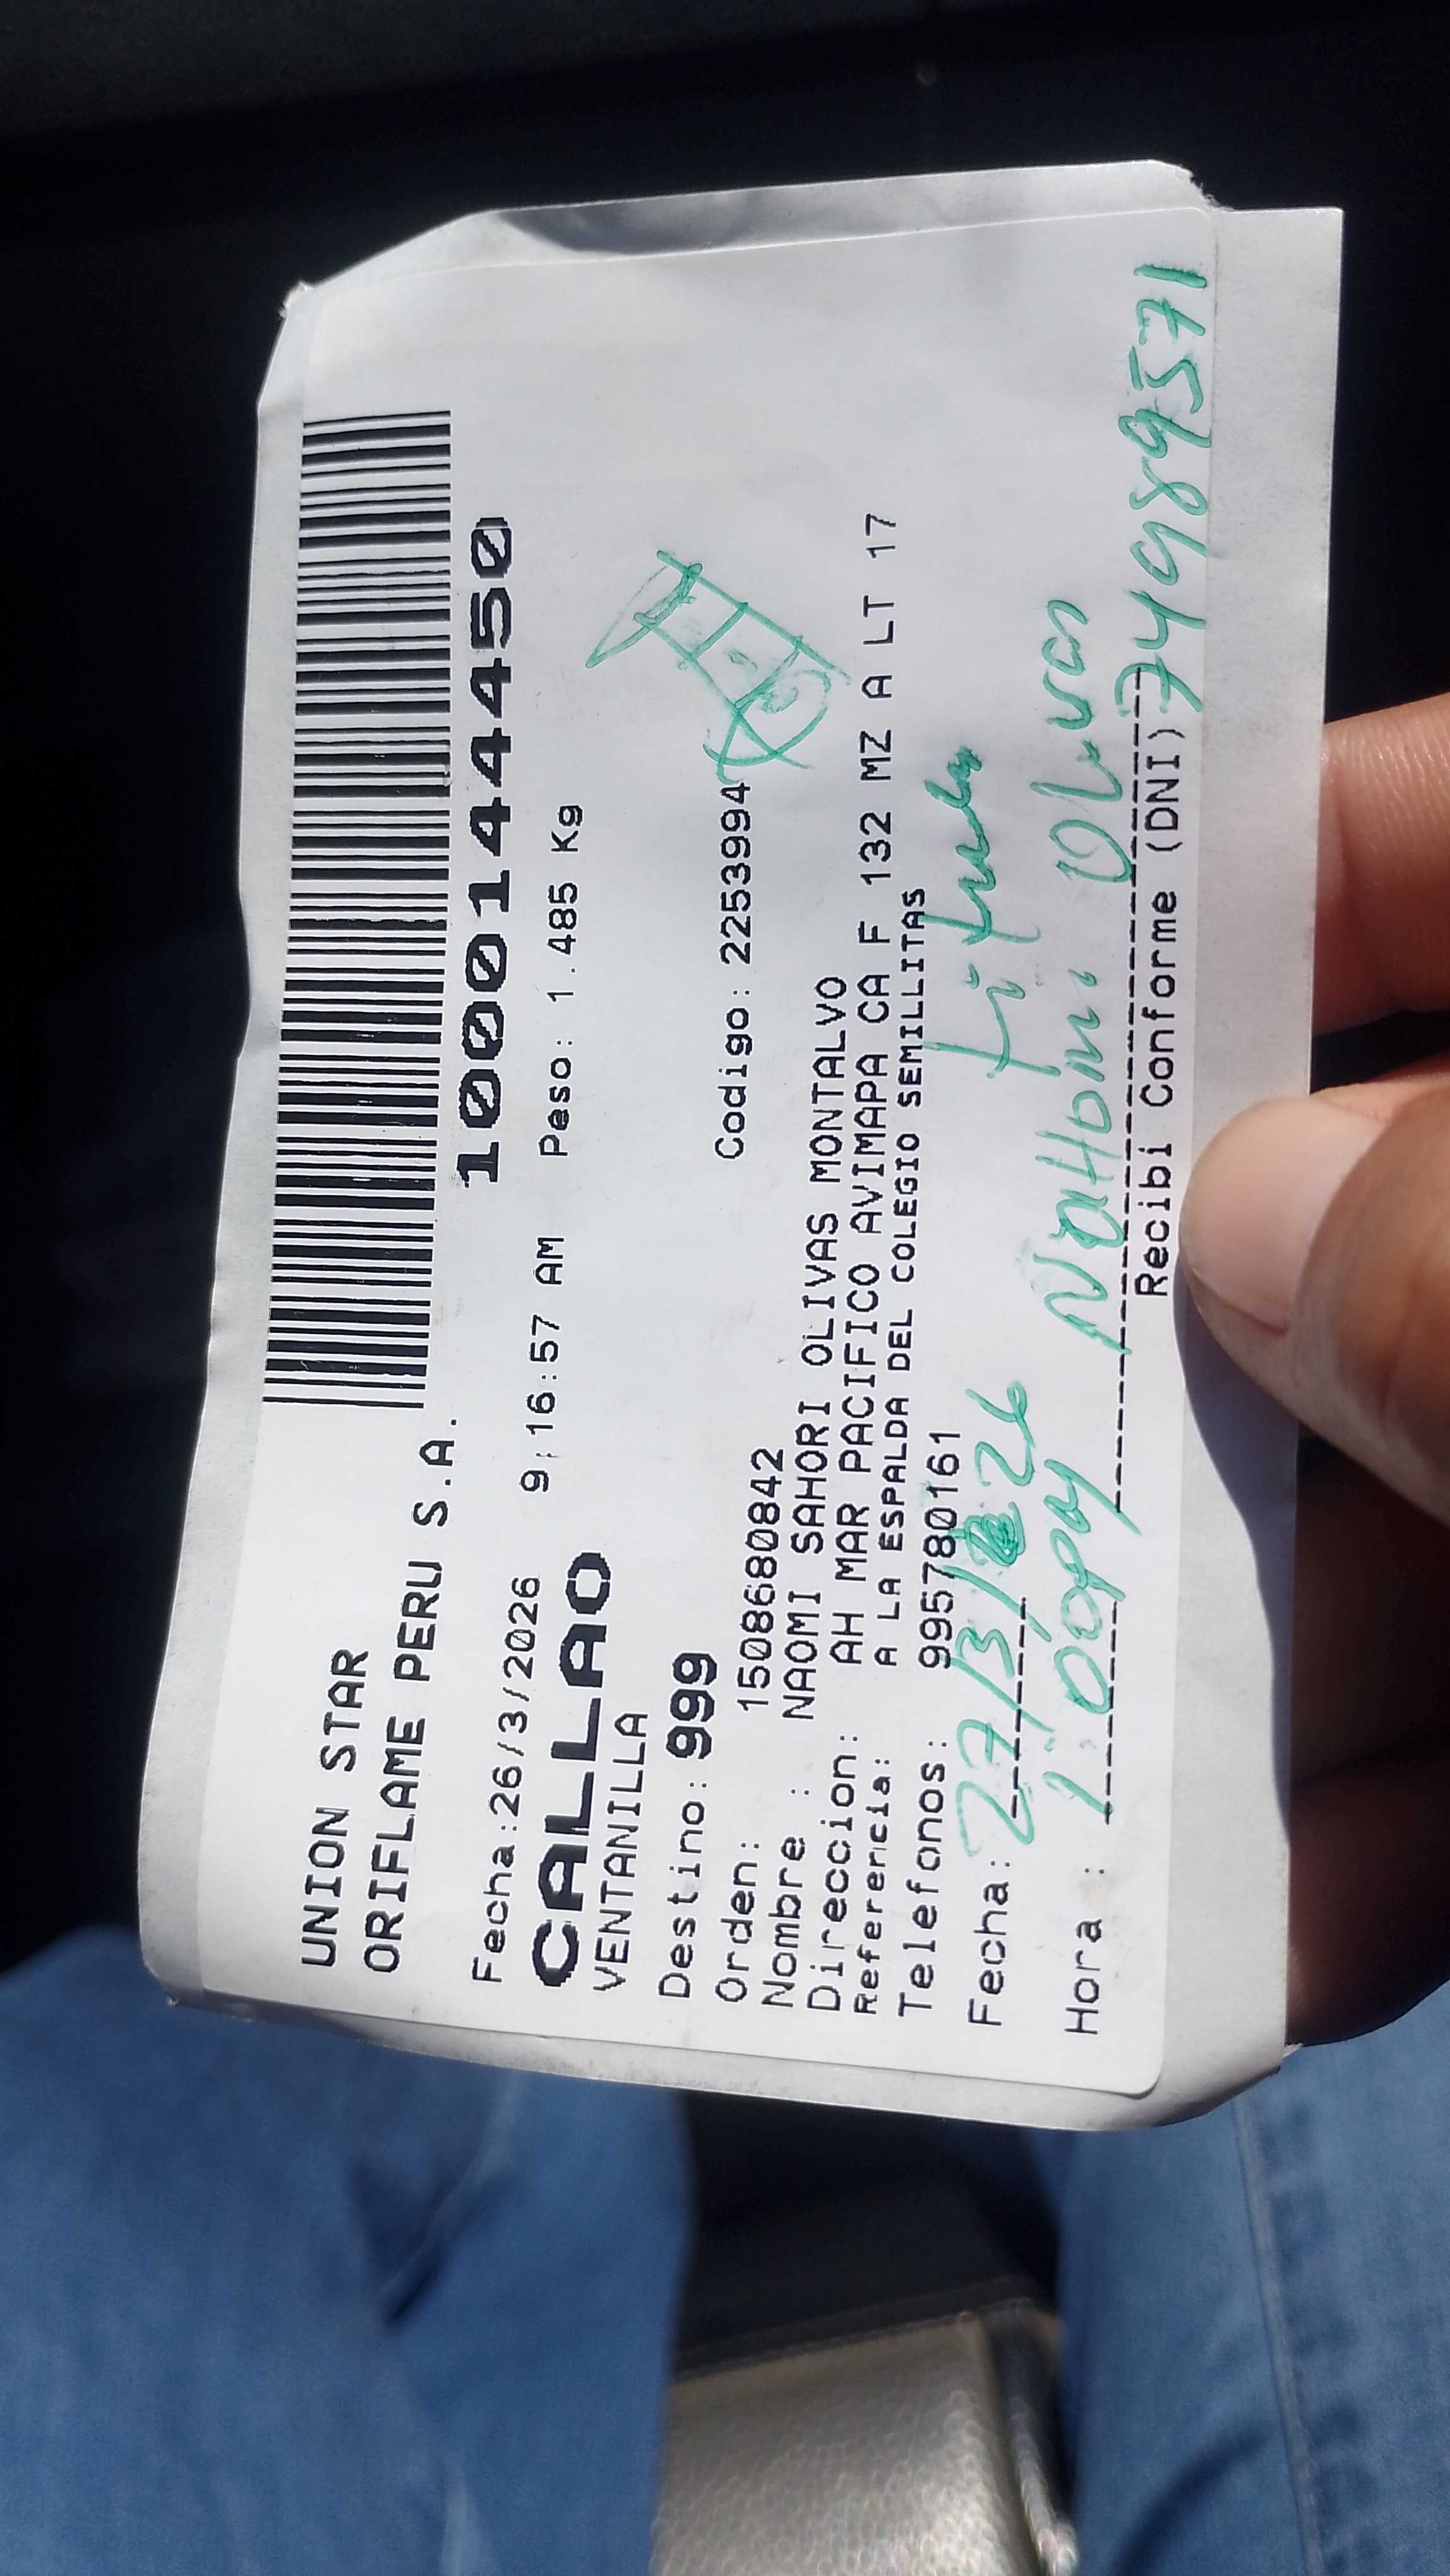 UNION STAR
ORIFLAME PERU S.A.
10014450
Fecha:26/3/2026 9:16:57 AM Peso: 1.485 Kg
CALLAO
VENTANILLA
Destino: 999
Orden: 1508680842 Codigo: 2253994
Nombre : NAOMI SAHORI OLIVAS MONTALVO
Direccion: AH MAR PACIFICO AVIMAPA CA F 132 MZ A LT 17
Referencia: A LA ESPALDA DEL COLEGIO SEMILLITAS
Telefonos: 995780161
titular
Fecha: 27/3/26
Hora : 1:00pm NaHomi Olivas
Recibi Conforme (DNI) 74989571